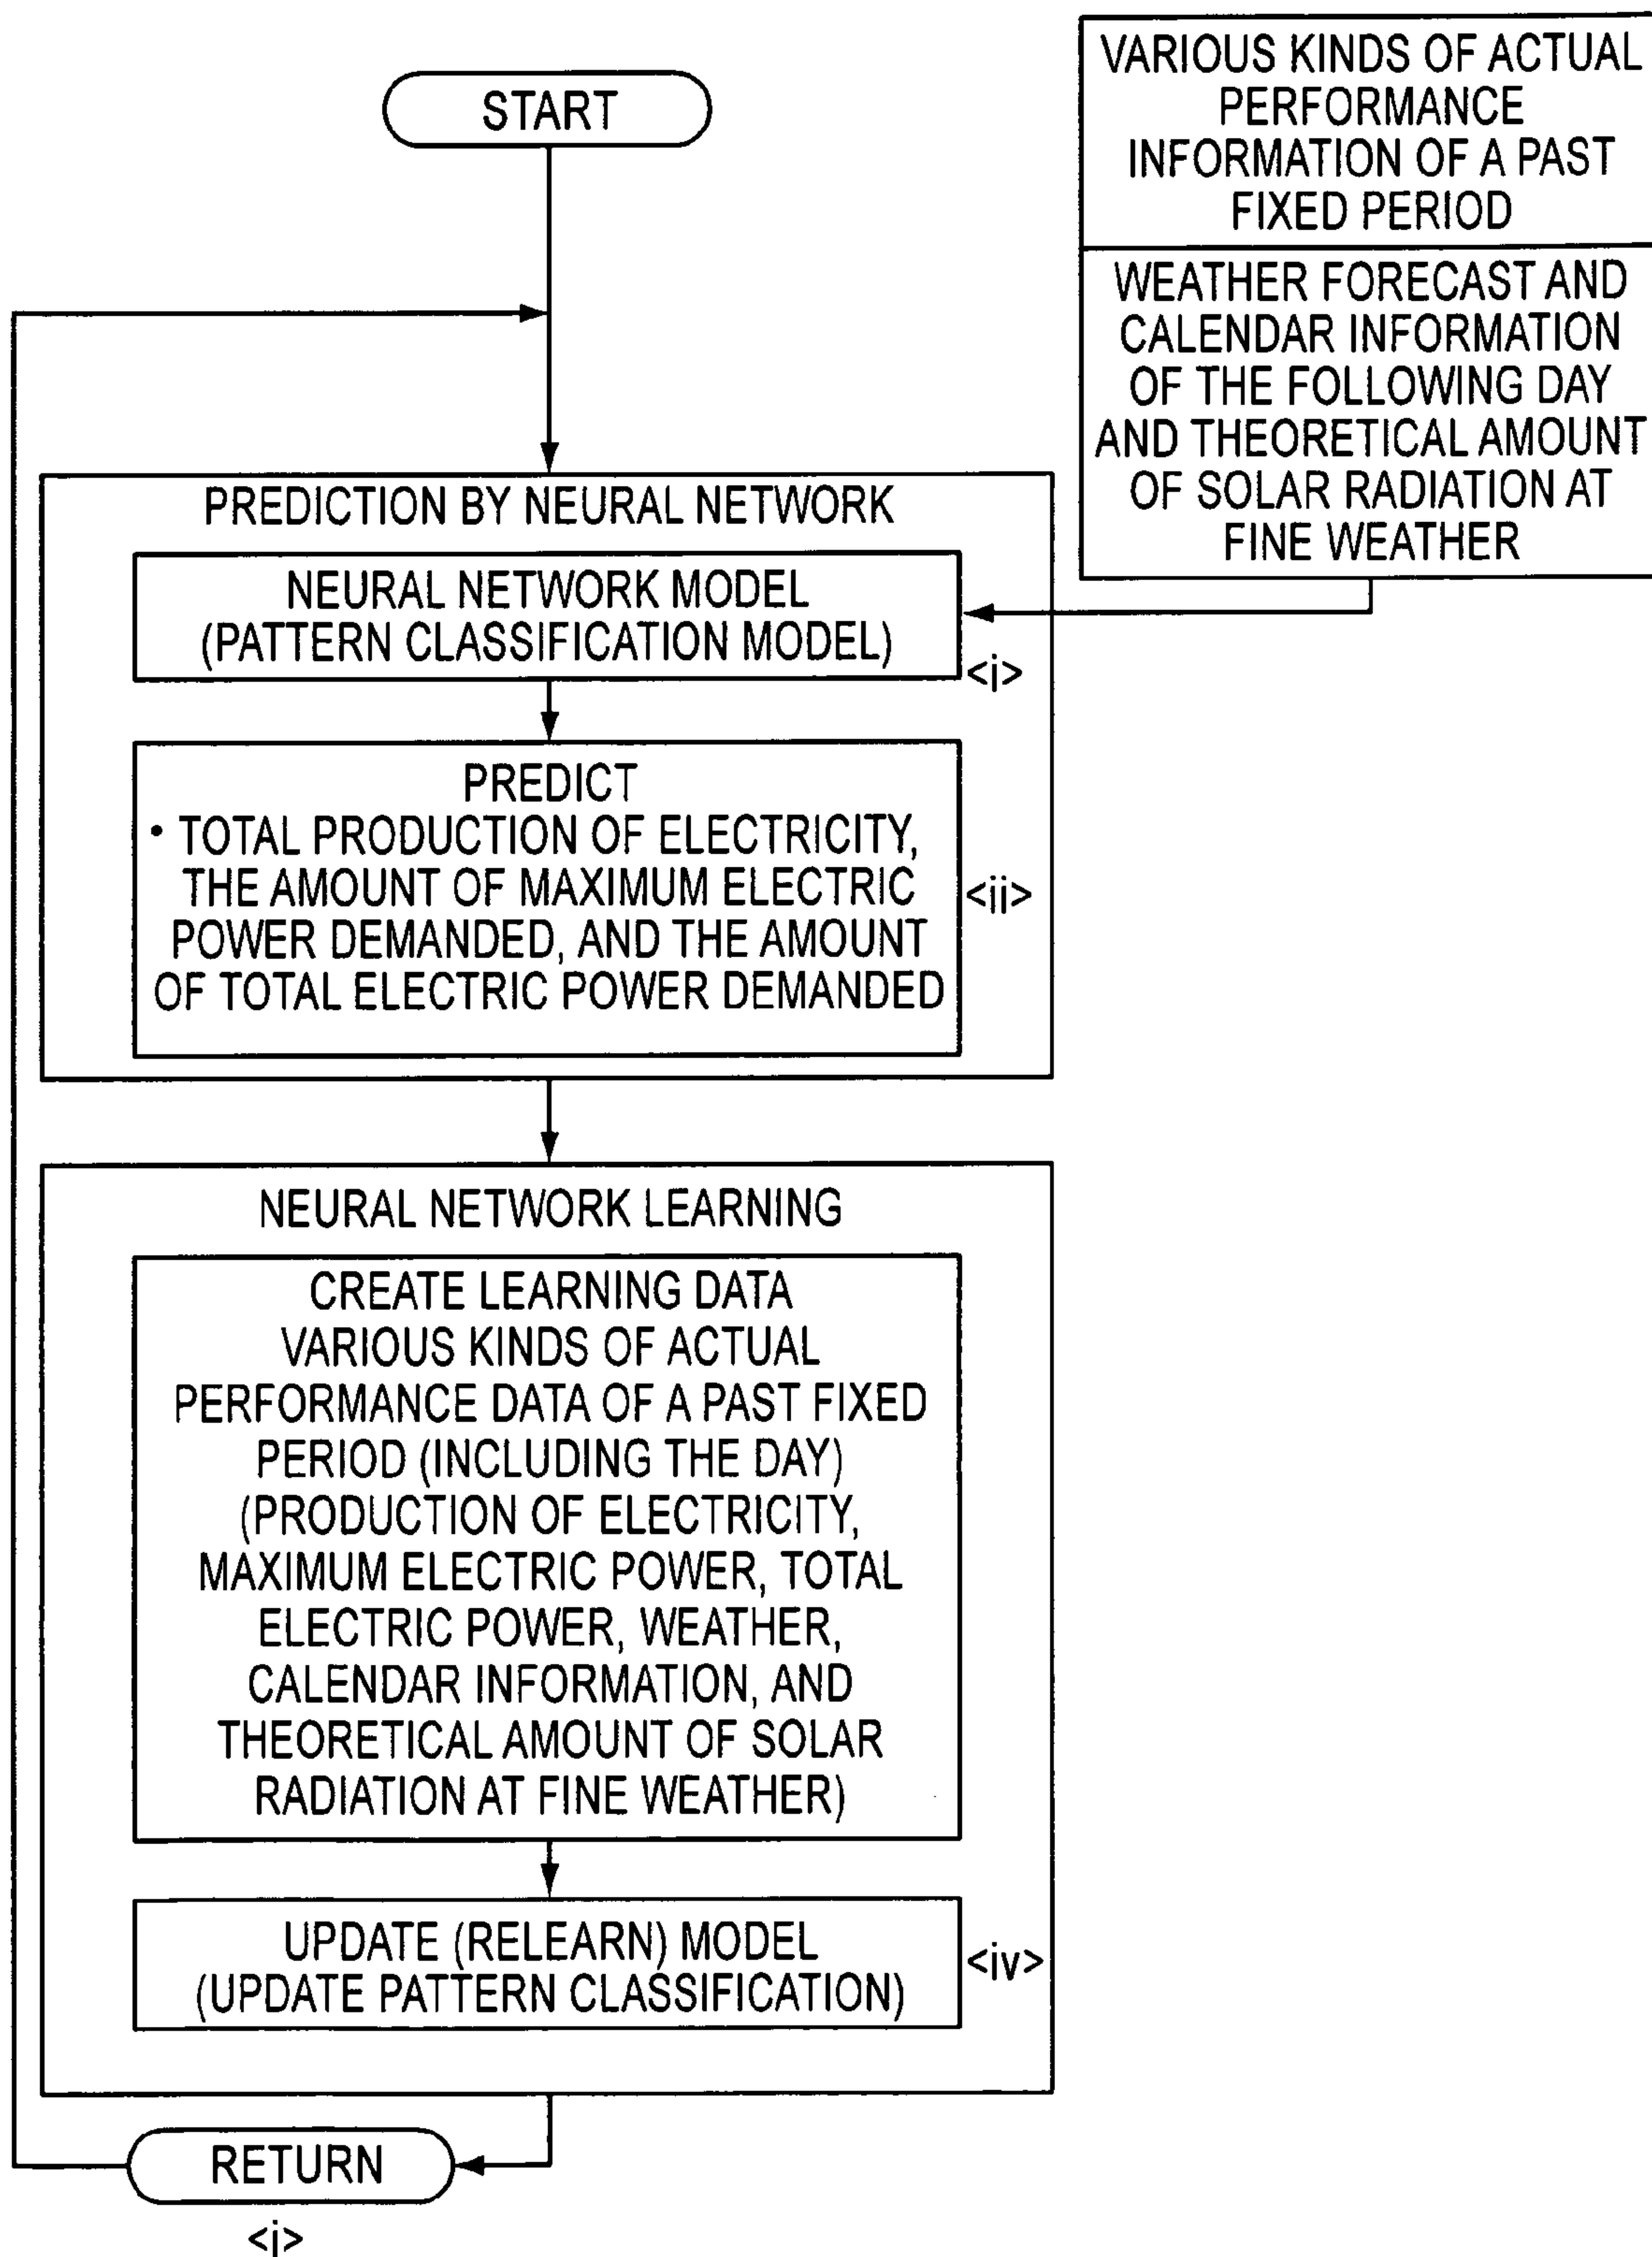 START
VARIOUS KINDS OF ACTUAL
PERFORMANCE
INFORMATION OF A PAST
FIXED PERIOD
WEATHER FORECAST AND
CALENDAR INFORMATION
OF THE FOLLOWING DAY
AND THEORETICAL AMOUNT
OF SOLAR RADIATION AT
FINE WEATHER
PREDICTION BY NEURAL NETWORK
NEURAL NETWORK MODEL
(PATTERN CLASSIFICATION MODEL)
<i>
PREDICT
• TOTAL PRODUCTION OF ELECTRICITY,
THE AMOUNT OF MAXIMUM ELECTRIC
POWER DEMANDED, AND THE AMOUNT
OF TOTAL ELECTRIC POWER DEMANDED
<ii>
NEURAL NETWORK LEARNING
CREATE LEARNING DATA
VARIOUS KINDS OF ACTUAL
PERFORMANCE DATA OF A PAST FIXED
PERIOD (INCLUDING THE DAY)
(PRODUCTION OF ELECTRICITY,
MAXIMUM ELECTRIC POWER, TOTAL
ELECTRIC POWER, WEATHER,
CALENDAR INFORMATION, AND
THEORETICAL AMOUNT OF SOLAR
RADIATION AT FINE WEATHER)
UPDATE (RELEARN) MODEL
(UPDATE PATTERN CLASSIFICATION)
<iv>
RETURN
<i>